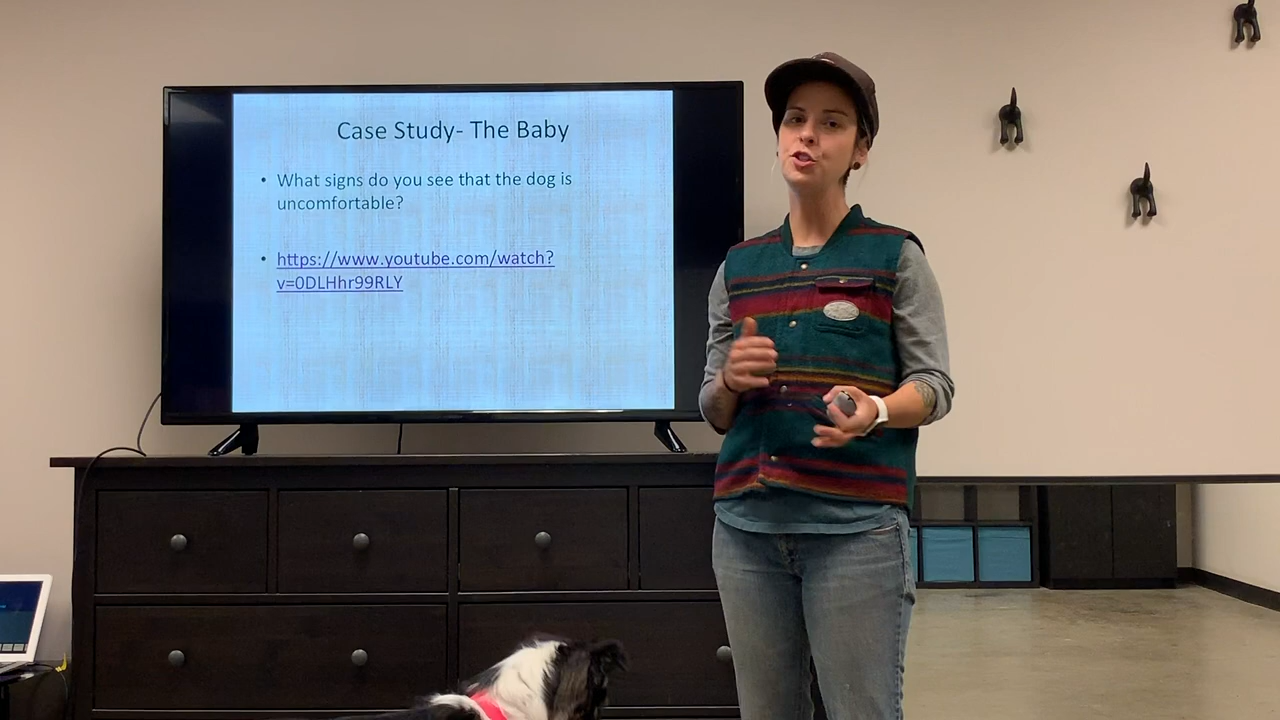 Case Study- The Baby
• What signs do you see that the dog is
uncomfortable?
• https://www.youtube.com/watch?
v=0DLHhr99RLY